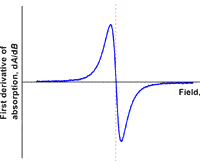 First derivative of
absorption, dA/dB
Field,